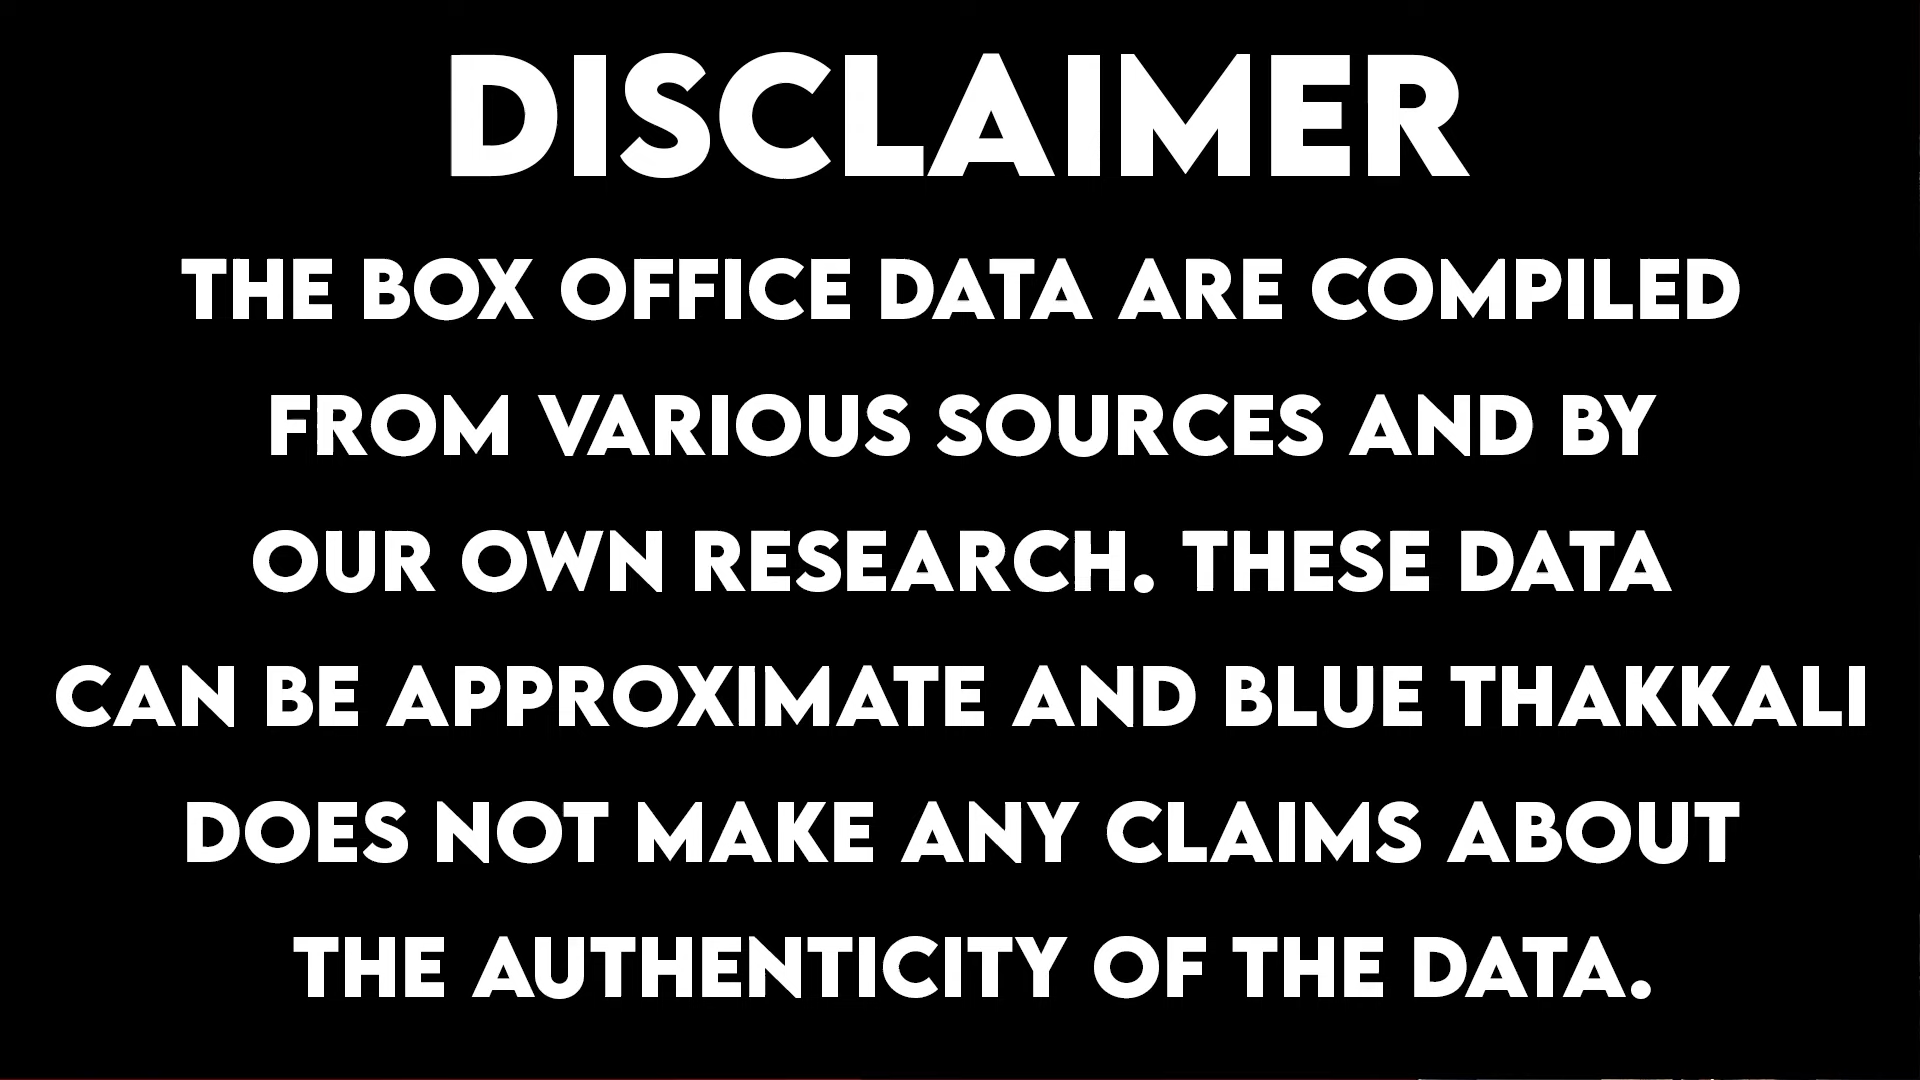 DISCLAIMER
THE BOX OFFICE DATA ARE COMPILED
FROM VARIOUS SOURCES AND BY
OUR OWN RESEARCH. THESE DATA
CAN BE APPROXIMATE AND BLUE THAKKALI
DOES NOT MAKE ANY CLAIMS ABOUT
THE AUTHENTICITY OF THE DATA.